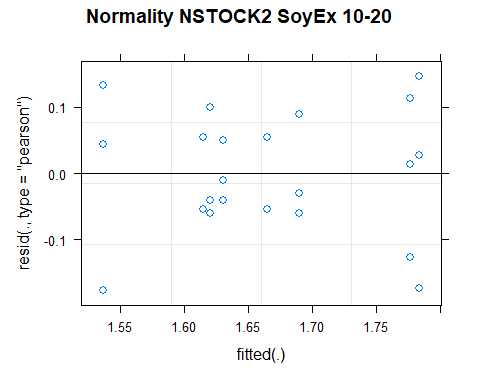 Normality NSTOCK2 SoyEx 10-20
resid(., type = "pearson")
0.1
0.0
-0.1
1.55 1.60 1.65 1.70 1.75
fitted(.)